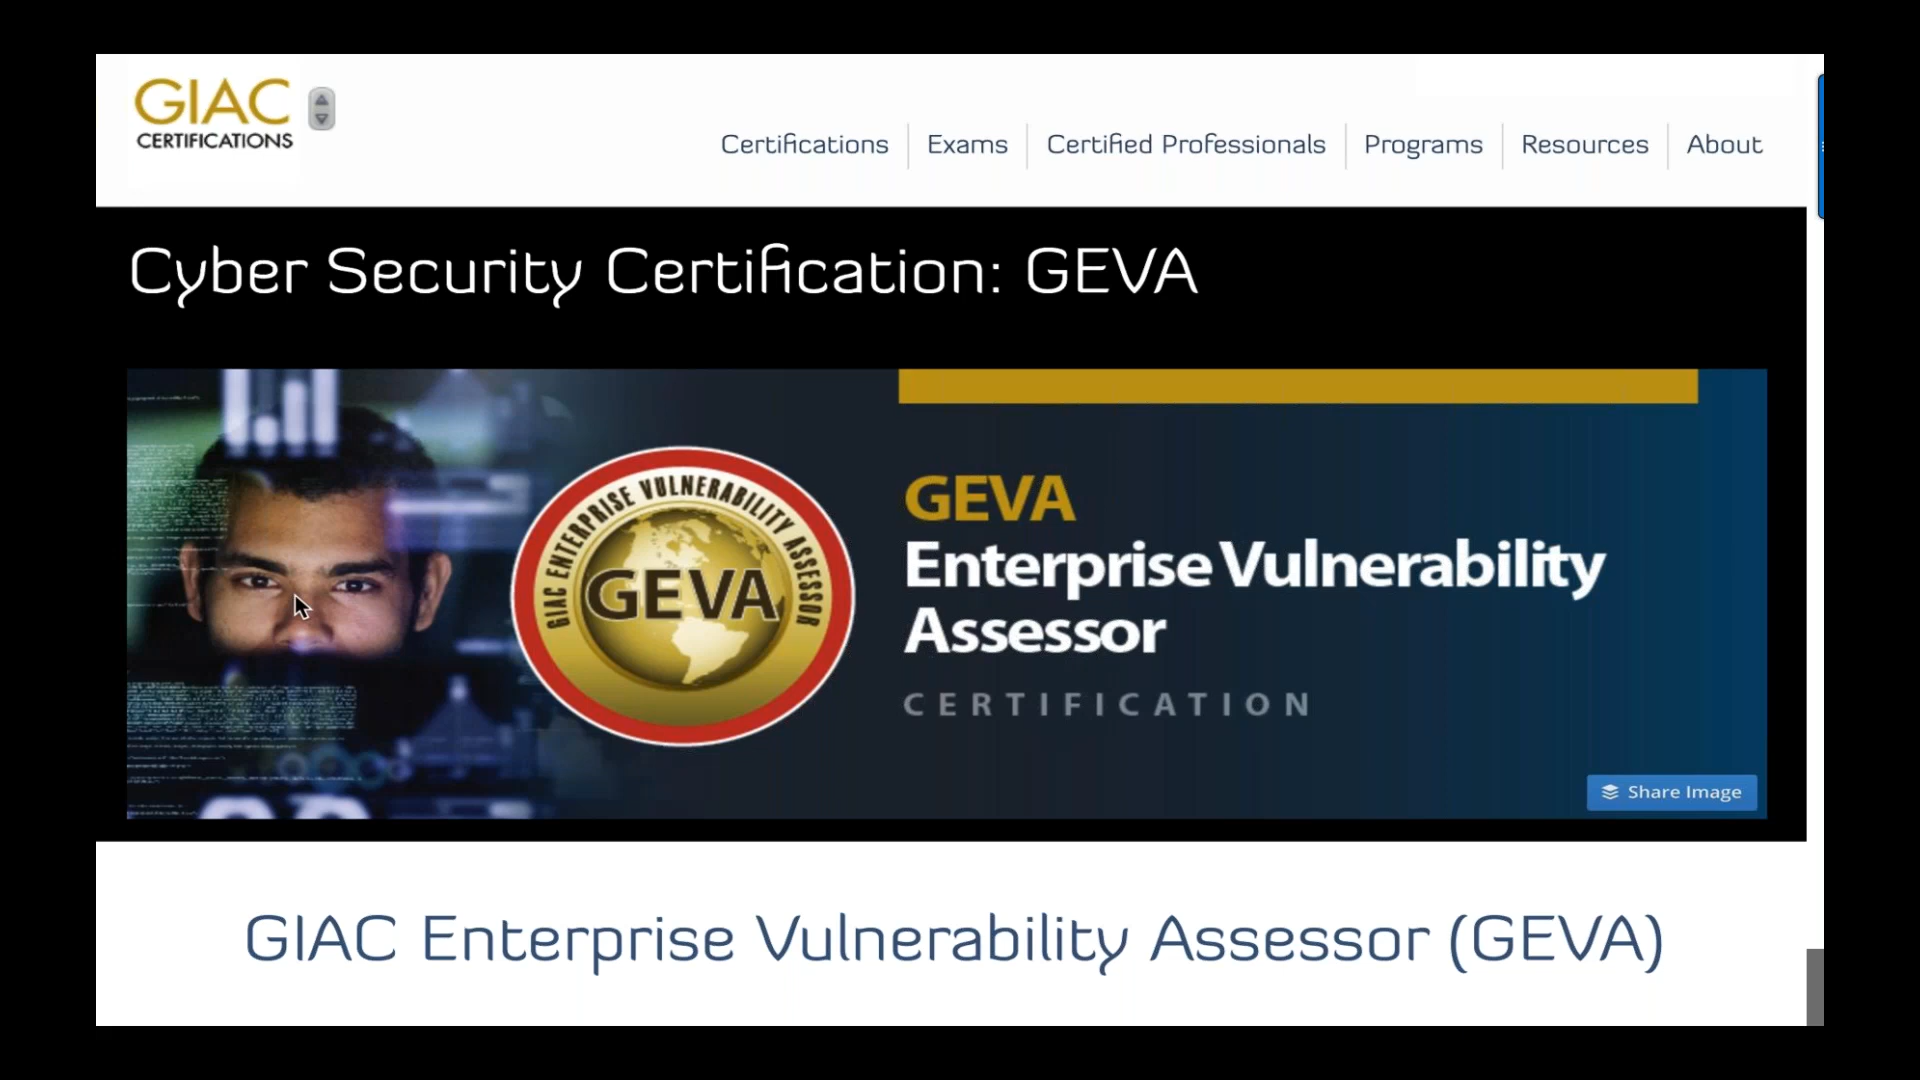 GIAC
CERTIFICATIONS
Certifications
Exams
Certified Professionals
Programs
Resources
About
Cyber Security Certification: GEVA
GIAC ENTERPRISE VULNERABILITY ASSESSOR
GEVA
GEVA
Enterprise Vulnerability
Assessor
CERTIFICATION
Share Image
GIAC Enterprise Vulnerability Assessor (GEVA)